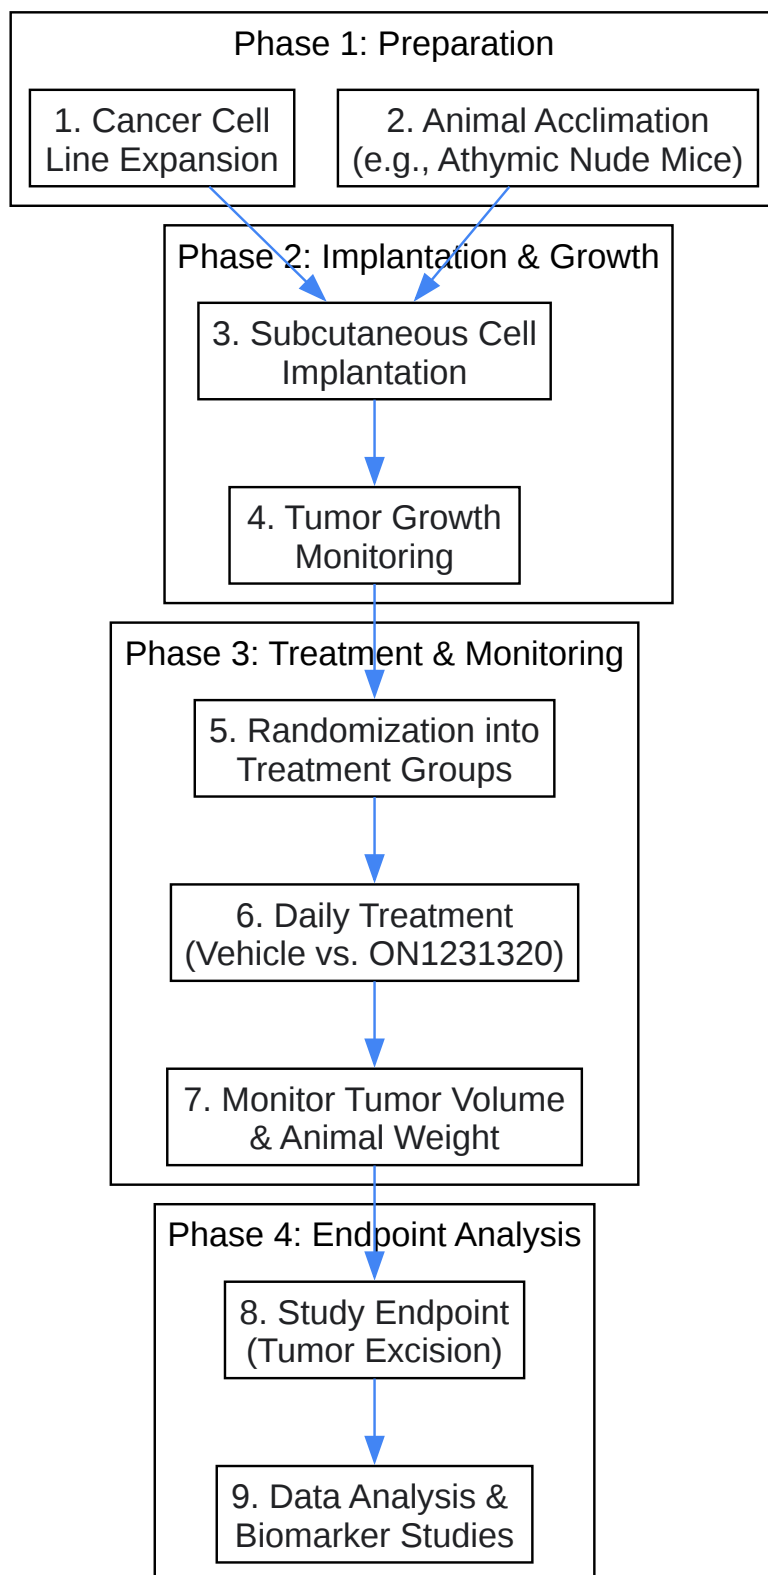 Phase 1: Preparation
1. Cancer Cell
Line Expansion
2. Animal Acclimation
(e.g., Athymic Nude Mice)
Phase 2: Implantation & Growth
3. Subcutaneous Cell
Implantation
4. Tumor Growth
Monitoring
Phase 3: Treatment & Monitoring
5. Randomization into
Treatment Groups
6. Daily Treatment
(Vehicle vs. ON1231320)
7. Monitor Tumor Volume
& Animal Weight
Phase 4: Endpoint Analysis
8. Study Endpoint
(Tumor Excision)
9. Data Analysis &
Biomarker Studies